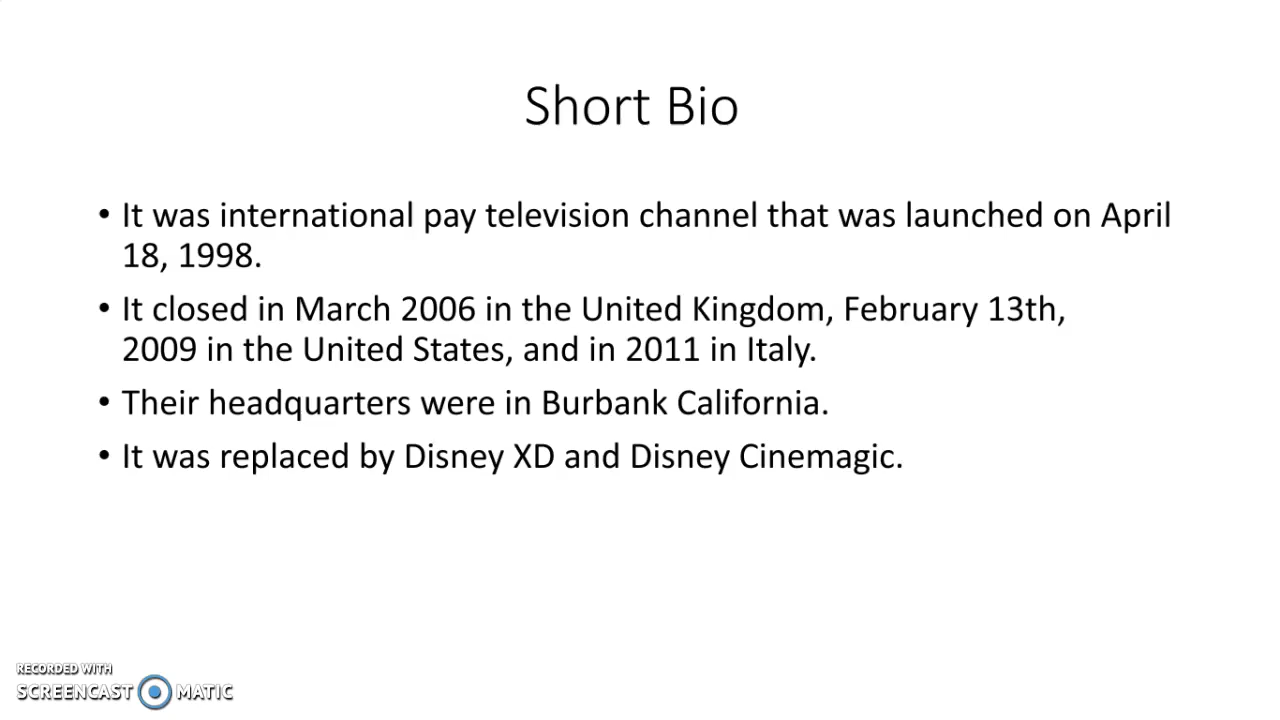 Short Bio
• It was international pay television channel that was launched on April
18, 1998.
• It closed in March 2006 in the United Kingdom, February 13th,
2009 in the United States, and in 2011 in Italy.
• Their headquarters were in Burbank California.
• It was replaced by Disney XD and Disney Cinemagic.
RECORDED WITH
SCREENCAST MATIC